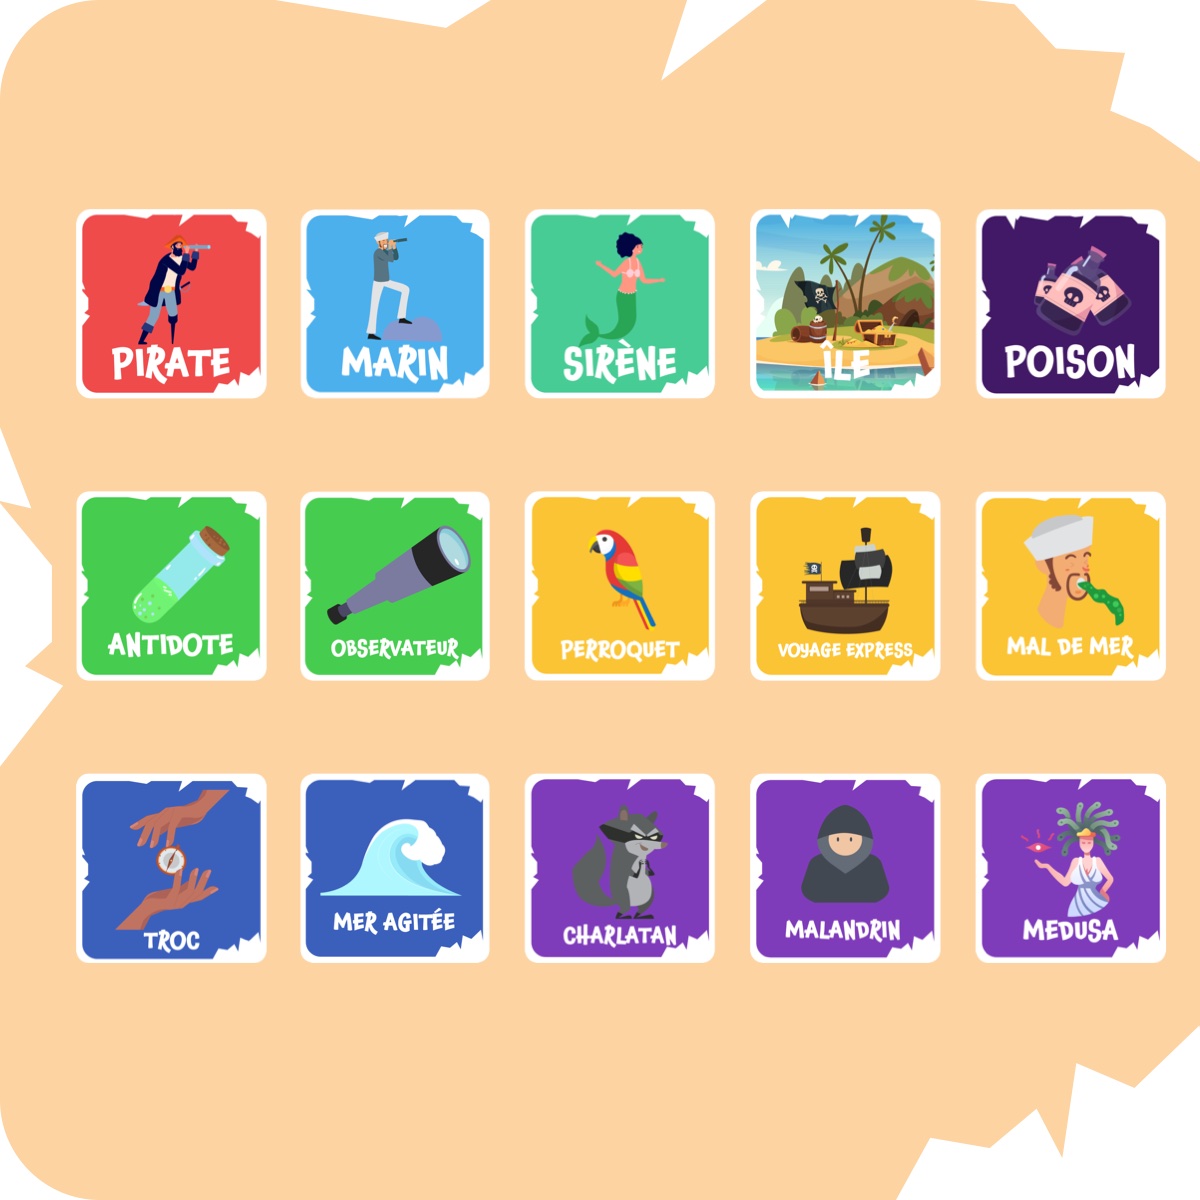 PIRATE
MARIN
SIRÈNE
ÎLE
POISON
ANTIDOTE
OBSERVATEUR
PERROQUET
VOYAGE EXPRESS
MAL DE MER
TROC
MER AGITÉE
CHARLATAN
MALANDRIN
MEDUSA